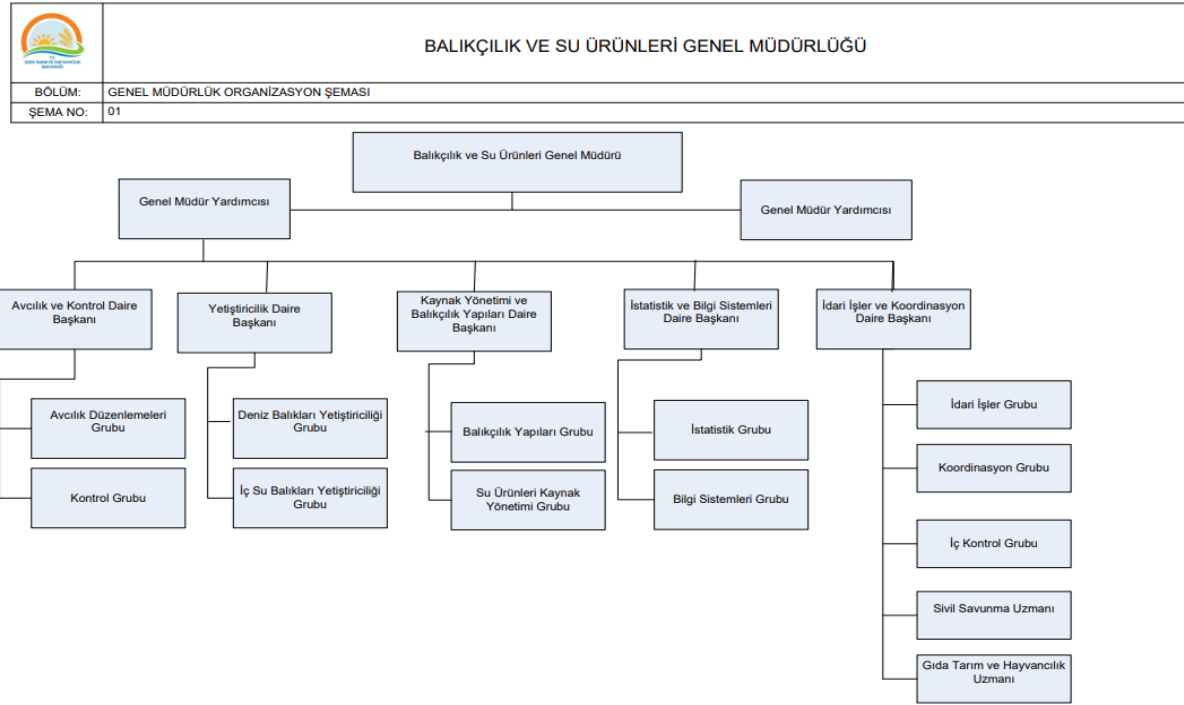 BALIKÇILIK VE SU ÜRÜNLERİ GENEL MÜDÜRLÜĞÜ
T.C.
GIDA TARIM VE HAYVANCILIK
BAKANLIĞI
BÖLÜM: GENEL MÜDÜRLÜK ORGANİZASYON ŞEMASI
ŞEMA NO: 01
Balıkçılık ve Su Ürünleri Genel Müdürü
Genel Müdür Yardımcısı
Genel Müdür Yardımcısı
Avcılık ve Kontrol Daire
Başkanı
Yetiştiricilik Daire
Başkanı
Kaynak Yönetimi ve
Balıkçılık Yapıları Daire
Başkanı
İstatistik ve Bilgi Sistemleri
Daire Başkanı
İdari İşler ve Koordinasyon
Daire Başkanı
Avcılık Düzenlemeleri
Grubu
Kontrol Grubu
Deniz Balıkları Yetiştiriciliği
Grubu
İç Su Balıkları Yetiştiriciliği
Grubu
Balıkçılık Yapıları Grubu
Su Ürünleri Kaynak
Yönetimi Grubu
İstatistik Grubu
Bilgi Sistemleri Grubu
İdari İşler Grubu
Koordinasyon Grubu
İç Kontrol Grubu
Sivil Savunma Uzmanı
Gıda Tarım ve Hayvancılık
Uzmanı